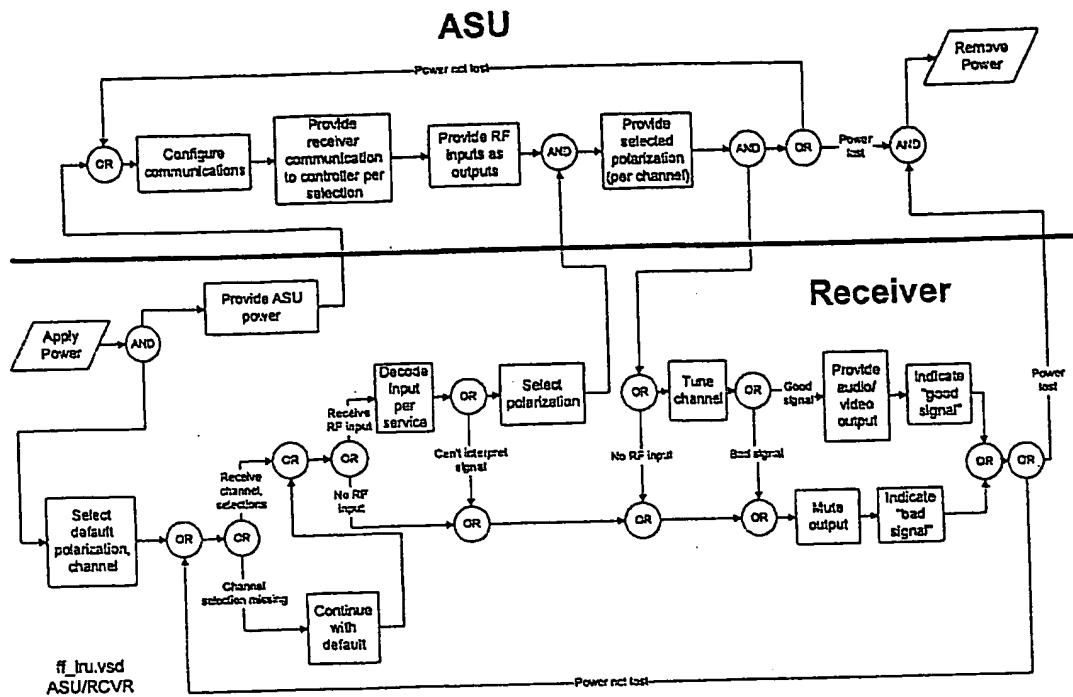 ASU
Power not lost
Remove
Power
OR
Configure
communications
Provide
receiver
communication
to controller per
selection
Provide RF
inputs as
outputs
AND
Provide
selected
polarization
(per channel)
AND
OR
Power
lost
AND
Receiver
Provide ASU
power
Apply
Power
AND
Decode
input
per
service
OR
Select
polarization
Receive
RF input
OR
OR
No RF
input
Can't interpret
signal
OR
OR
Tune
channel
OR
Good
signal
Provide
audio/
video
output
Indicate
"good
signal"
Power
lost
No RF input
Bad signal
OR
OR
OR
OR
Mute
output
Indicate
"bad
signal"
Receive
channel
selections
Select
default
polarization,
channel
OR
OR
Channel
selection missing
Continue
with
default
Power not lost
ff_lru.vsd
ASU/RCVR